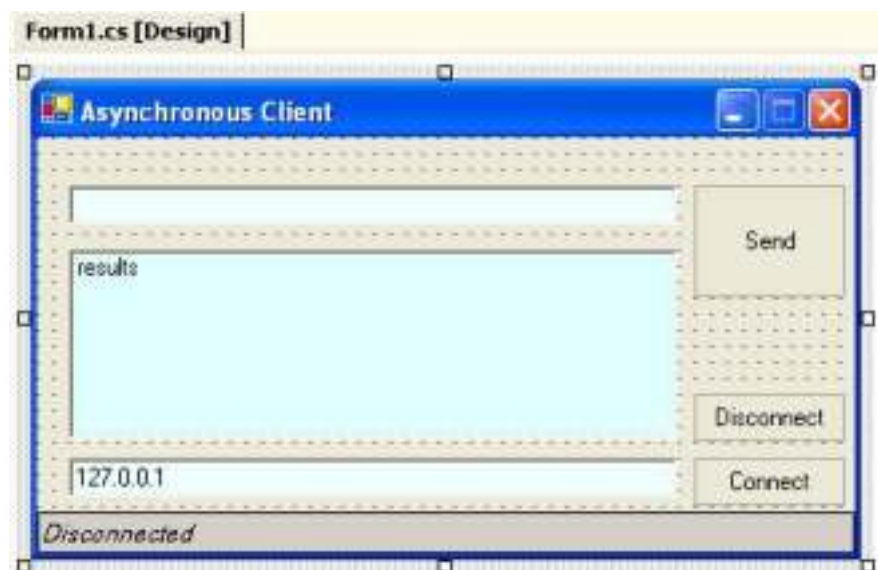 Form1.cs [Design]
Asynchronous Client
Send
results
Disconnect
127.0.0.1
Connect
Disconnected